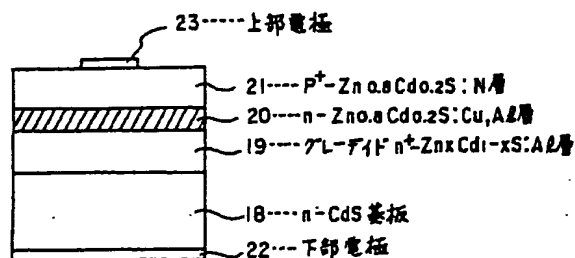 23-----上部電極
21----P⁺-Zn0.8Cd0.2S:N層
20----n-Zn0.8Cd0.2S:Cu,Al層
19----グレーデイドn⁺-ZnxCd1-xS:Al層
18----n-CdS基板
22---下部電極